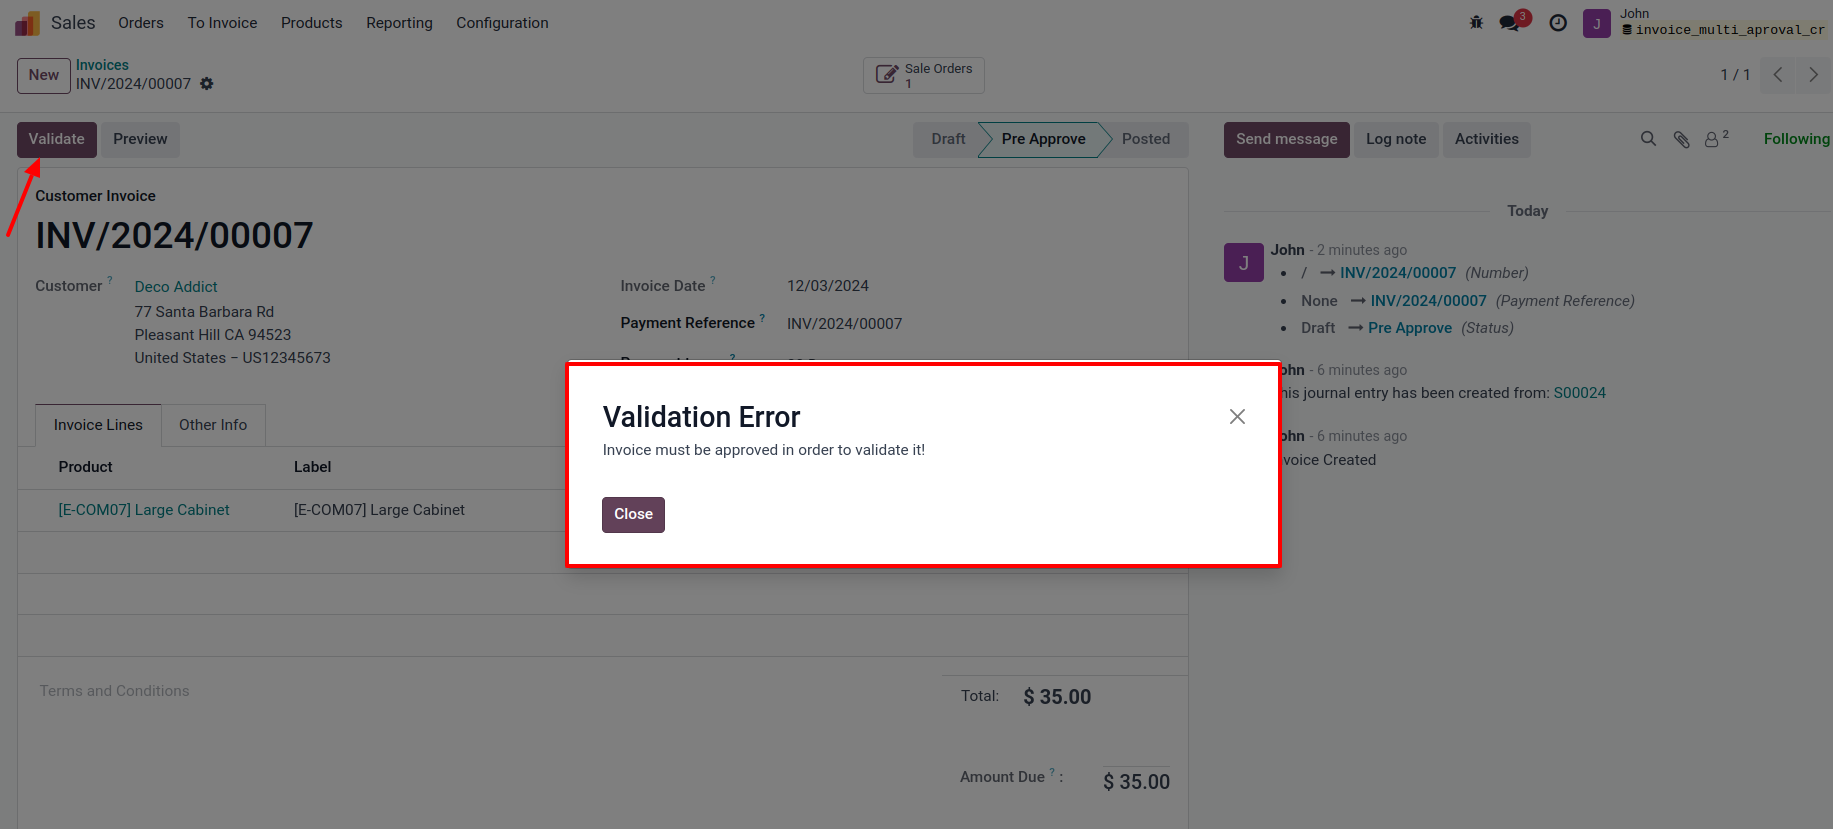 Sales Orders To Invoice Products Reporting Configuration
3
J
John
invoice_multi_aproval_cr
New
Invoices
INV/2024/00007
Sale Orders
1
1 / 1
Validate Preview
Draft Pre Approve Posted
Send message Log note Activities
2
Following
Customer Invoice
INV/2024/00007
Customer ?
Deco Addict
77 Santa Barbara Rd
Pleasant Hill CA 94523
United States – US12345673
Invoice Date ? 12/03/2024
Payment Reference ? INV/2024/00007
Invoice Lines Other Info
Product Label
[E-COM07] Large Cabinet [E-COM07] Large Cabinet
Terms and Conditions
Total: $ 35.00
Amount Due ? : $ 35.00
Validation Error
Invoice must be approved in order to validate it!
Close
Today
J
John - 2 minutes ago
/ → INV/2024/00007 (Number)
None → INV/2024/00007 (Payment Reference)
Draft → Pre Approve (Status)
ohn - 6 minutes ago
his journal entry has been created from: S00024
ohn - 6 minutes ago
voice Created